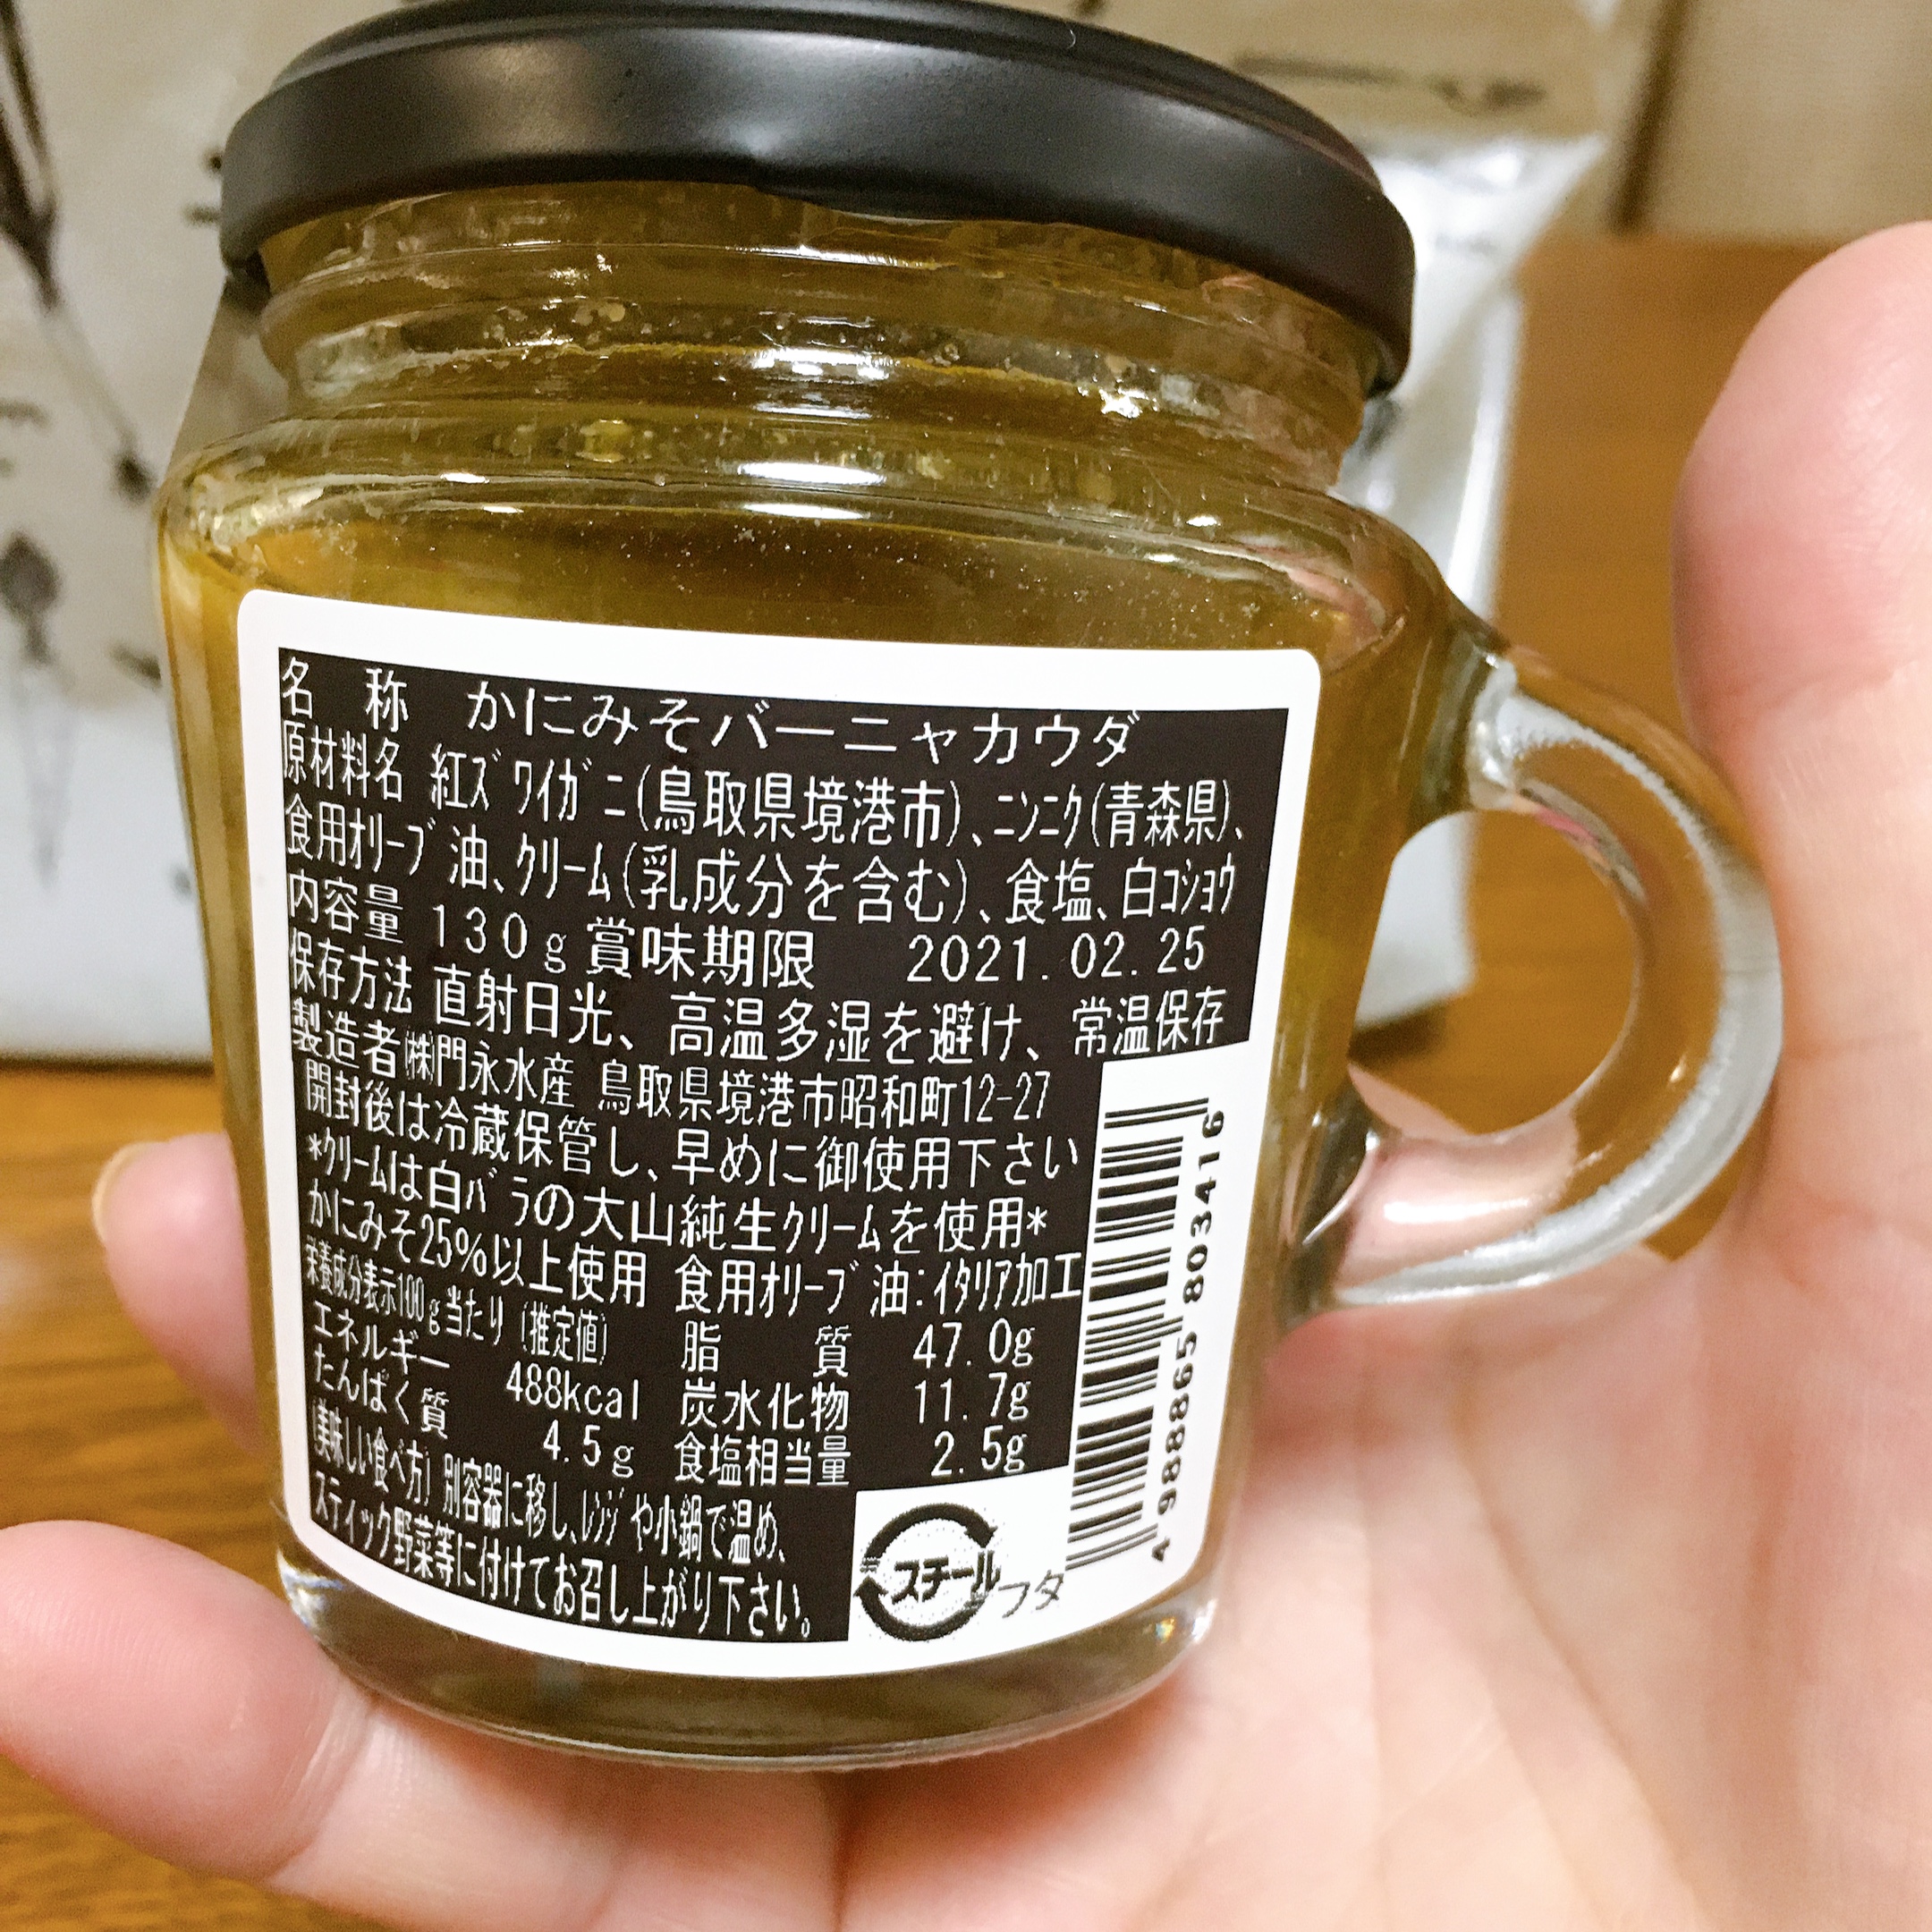 名　称　かにみそバーニャカウダ
原材料名 紅ズワイガニ(鳥取県境港市)、ニンニク(青森県)、
食用オリーブ油、クリーム(乳成分を含む)、食塩、白コショウ
内容量 130g 賞味期限 2021.02.25
保存方法 直射日光、高温多湿を避け、常温保存
製造者㈱門永水産 鳥取県境港市昭和町12-27
開封後は冷蔵保管し、早めに御使用下さい
*クリームは白バラの大山純生クリームを使用*
かにみそ25%以上使用 食用オリーブ油:イタリア加工
栄養成分表示100g当たり(推定値)
エネルギー 488kcal 脂質 47.0g
たんぱく質 4.5g 炭水化物 11.7g
食塩相当量 2.5g
(美味しい食べ方)別容器に移し、レンジや小鍋で温め、
スティック野菜等に付けてお召し上がり下さい。
スチール
フタ
4 988865 803416